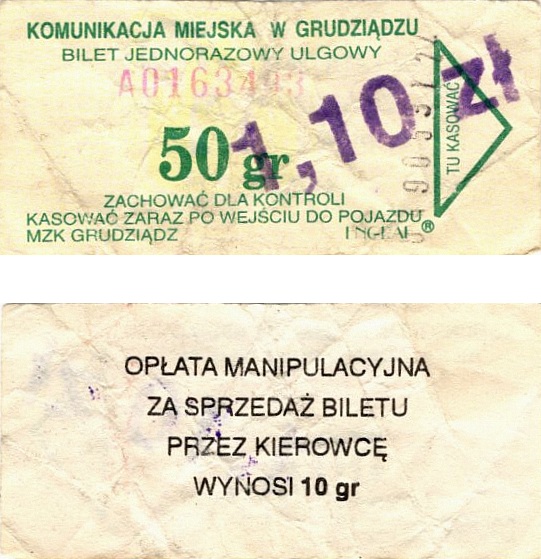 KOMUNIKACJA MIEJSKA W GRUDZIĄDZU
BILET JEDNORAZOWY ULGOWY
A0163443
1,10 zł
50 gr
TU KASOWAĆ
ZACHOWAĆ DLA KONTROLI
KASOWAĆ ZARAZ PO WEJŚCIU DO POJAZDU
MZK GRUDZIĄDZ
®
OPŁATA MANIPULACYJNA
ZA SPRZEDAŻ BILETU
PRZEZ KIEROWCĘ
WYNOSI 10 gr